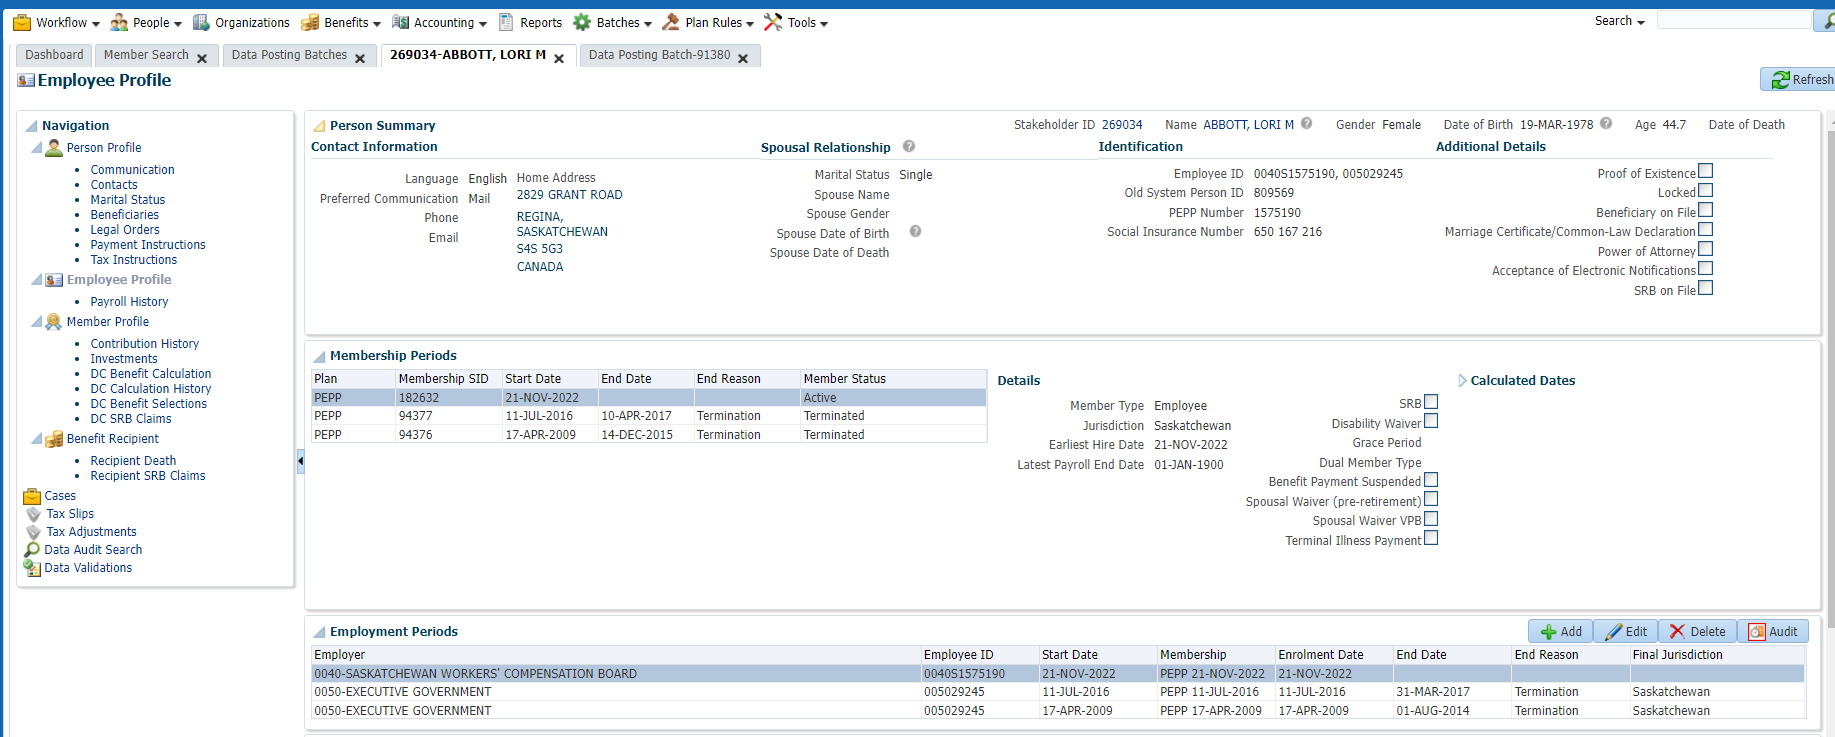 Workflow People Organizations Benefits Accounting Reports Batches Plan Rules Tools Search
Dashboard Member Search Data Posting Batches 269034-ABBOTT, LORI M Data Posting Batch-91380
Employee Profile
Refresh
Navigation
Person Profile
Communication
Contacts
Marital Status
Beneficiaries
Legal Orders
Payment Instructions
Tax Instructions
Employee Profile
Payroll History
Member Profile
Contribution History
Investments
DC Benefit Calculation
DC Calculation History
DC Benefit Selections
DC SRB Claims
Benefit Recipient
Recipient Death
Recipient SRB Claims
Cases
Tax Slips
Tax Adjustments
Data Audit Search
Data Validations
Person Summary
Stakeholder ID 269034 Name ABBOTT, LORI M Gender Female Date of Birth 19-MAR-1978 Age 44.7 Date of Death
Contact Information
Language English
Preferred Communication Mail
Phone
Email
Home Address
2829 GRANT ROAD
REGINA,
SASKATCHEWAN
S4S 5G3
CANADA
Spousal Relationship
Marital Status Single
Spouse Name
Spouse Gender
Spouse Date of Birth
Spouse Date of Death
Identification
Employee ID 0040S1575190, 005029245
Old System Person ID 809569
PEPP Number 1575190
Social Insurance Number 650 167 216
Additional Details
Proof of Existence
Locked
Beneficiary on File
Marriage Certificate/Common-Law Declaration
Power of Attorney
Acceptance of Electronic Notifications
SRB on File
Membership Periods
Plan Membership SID Start Date End Date End Reason Member Status
PEPP 182632 21-NOV-2022 Active
PEPP 94377 11-JUL-2016 10-APR-2017 Termination Terminated
PEPP 94376 17-APR-2009 14-DEC-2015 Termination Terminated
Details
Member Type Employee
Jurisdiction Saskatchewan
Earliest Hire Date 21-NOV-2022
Latest Payroll End Date 01-JAN-1900
SRB
Disability Waiver
Grace Period
Dual Member Type
Benefit Payment Suspended
Spousal Waiver (pre-retirement)
Spousal Waiver VPB
Terminal Illness Payment
Calculated Dates
Employment Periods
Add Edit Delete Audit
Employer Employee ID Start Date Membership Enrolment Date End Date End Reason Final Jurisdiction
0040-SASKATCHEWAN WORKERS' COMPENSATION BOARD 0040S1575190 21-NOV-2022 PEPP 21-NOV-2022 21-NOV-2022
0050-EXECUTIVE GOVERNMENT 005029245 11-JUL-2016 PEPP 11-JUL-2016 11-JUL-2016 31-MAR-2017 Termination Saskatchewan
0050-EXECUTIVE GOVERNMENT 005029245 17-APR-2009 PEPP 17-APR-2009 17-APR-2009 01-AUG-2014 Termination Saskatchewan